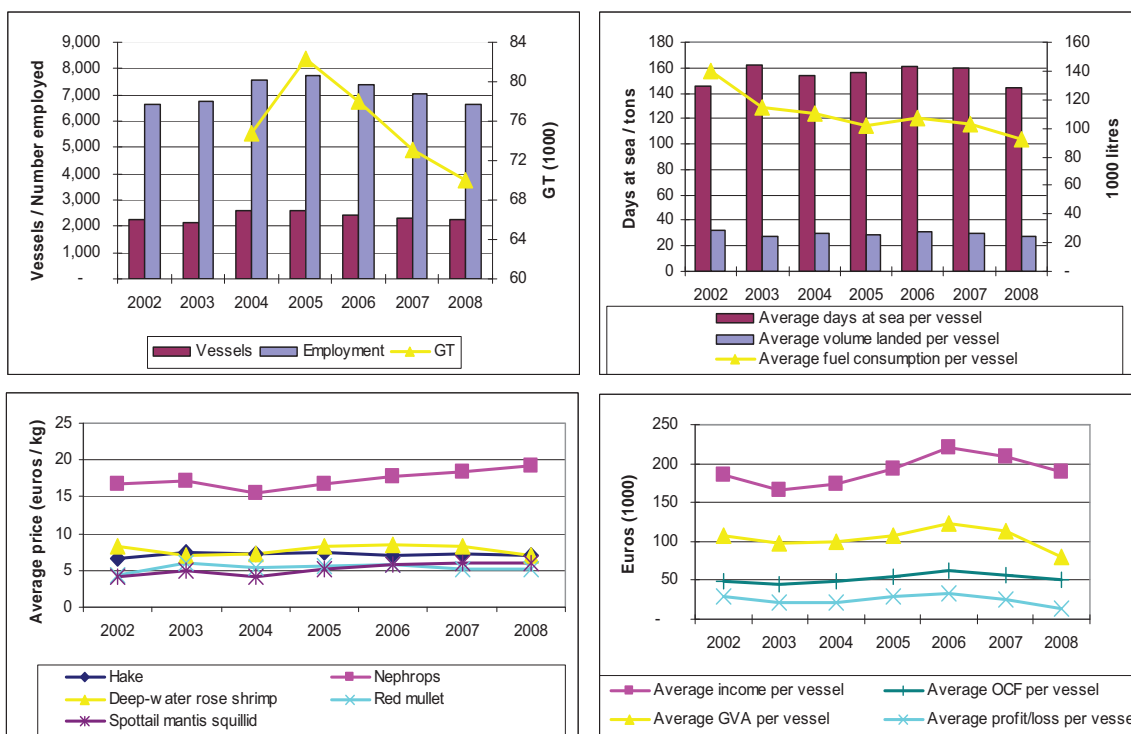 9,000
8,000
7,000
6,000
5,000
4,000
3,000
2,000
1,000
-
Vessels / Number employed
84
80
76
72
68
64
60
GT (1000)
2002 2003 2004 2005 2006 2007 2008
Vessels Employment GT
180
160
140
120
100
80
60
40
20
0
Days at sea / tons
160
140
120
100
80
60
40
20
-
1000 litres
2002 2003 2004 2005 2006 2007 2008
Average days at sea per vessel
Average volume landed per vessel
Average fuel consumption per vessel
25
20
15
10
5
0
Average price (euros / kg)
2002 2003 2004 2005 2006 2007 2008
Hake Nephrops
Deep-water rose shrimp Red mullet
Spottail mantis squillid
250
200
150
100
50
-
Euros (1000)
2002 2003 2004 2005 2006 2007 2008
Average income per vessel Average OCF per vessel
Average GVA per vessel Average profit/loss per vesse